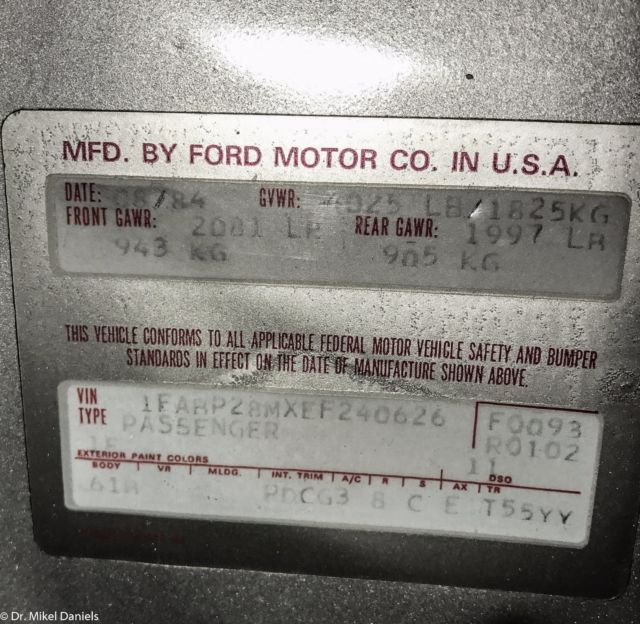 MFD. BY FORD MOTOR CO. IN U.S.A.
DATE: 08/84 GVWR: 4025 LB/1825KG
FRONT GAWR: 2081 LB REAR GAWR: 1997 LB
943 KG 905 KG
THIS VEHICLE CONFORMS TO ALL APPLICABLE FEDERAL MOTOR VEHICLE SAFETY AND BUMPER
STANDARDS IN EFFECT ON THE DATE OF MANUFACTURE SHOWN ABOVE.
VIN 1FABP28MXEF240626 F0093
TYPE PASSENGER R0102
1E 11
EXTERIOR PAINT COLORS DSO
BODY VR MLDG. INT. TRIM A/C R S AX TR
61B PDCG3 8 C E T55YY
© Dr. Mikel Daniels